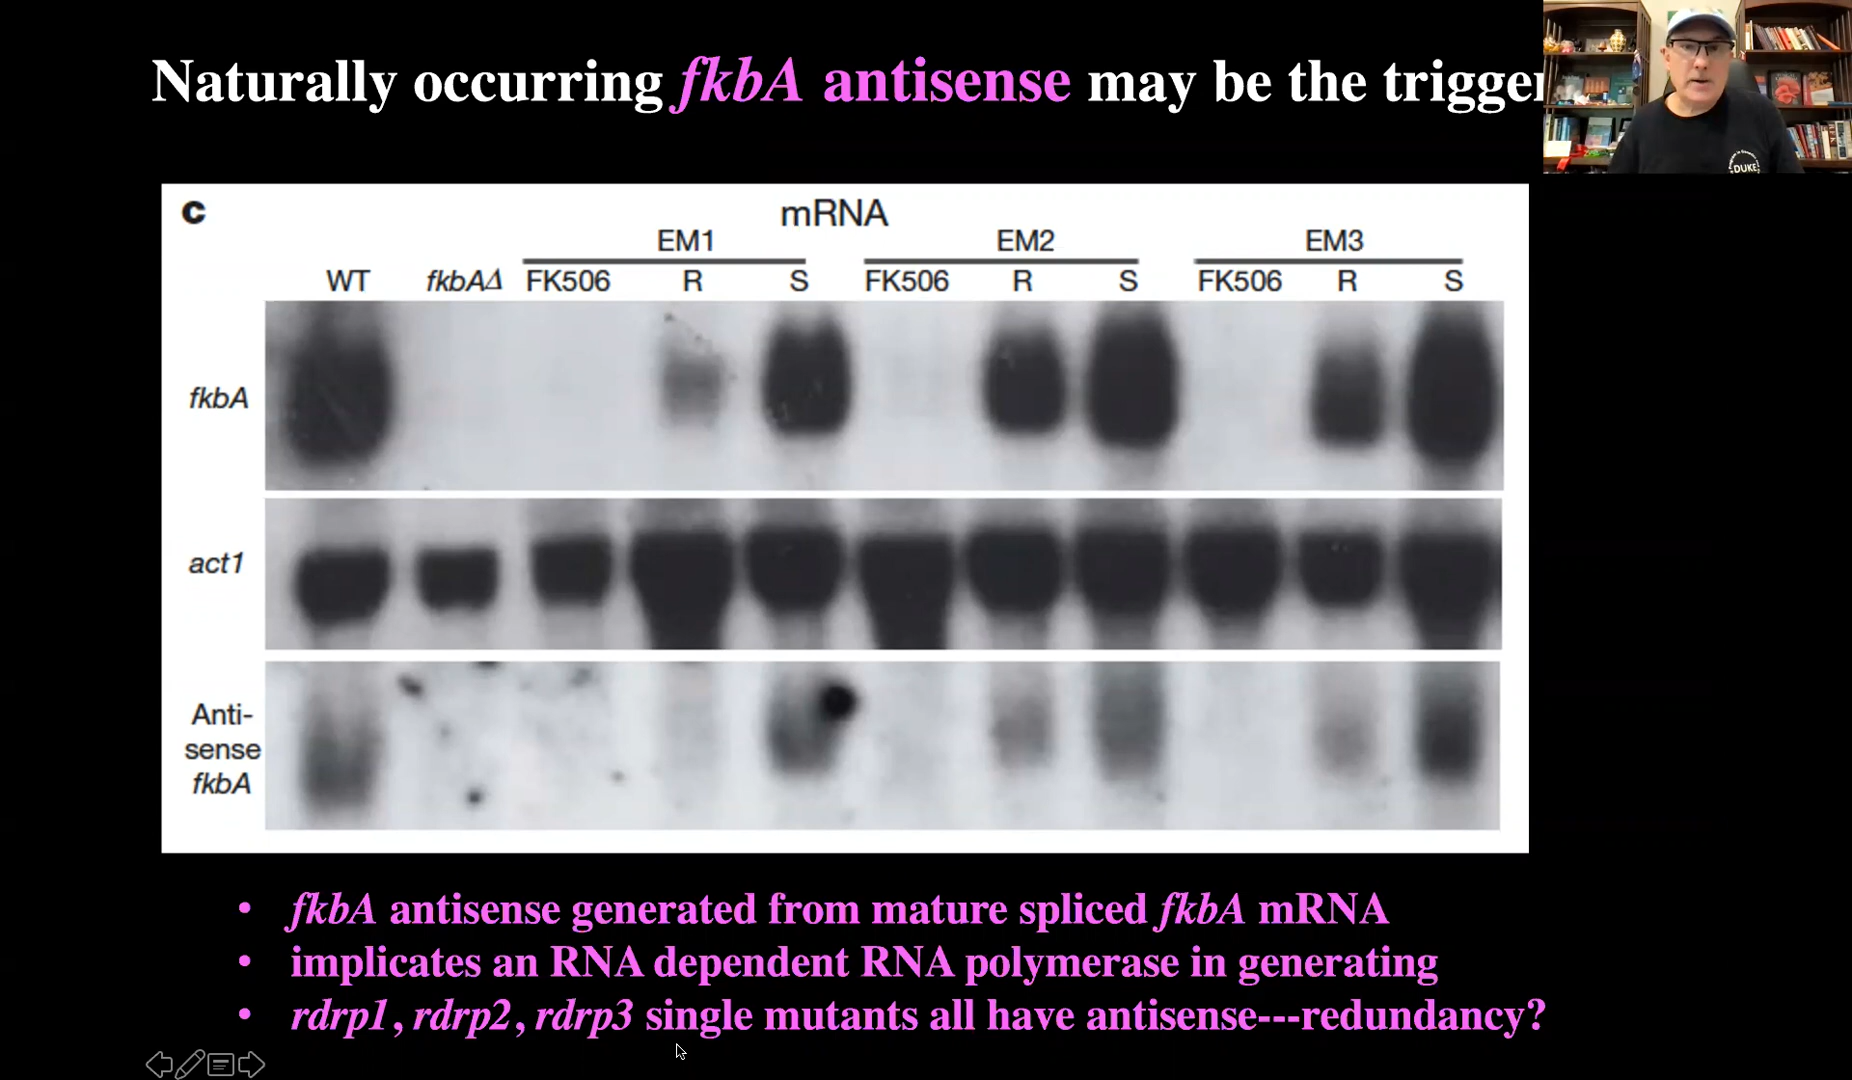 Naturally occurring fkbA antisense may be the trigger
DUKE
c
mRNA
EM1 EM2 EM3
WT fkbAΔ FK506 R S FK506 R S FK506 R S
fkbA
act1
Anti-
sense
fkbA
• fkbA antisense generated from mature spliced fkbA mRNA
• implicates an RNA dependent RNA polymerase in generating
• rdrp1, rdrp2, rdrp3 single mutants all have antisense---redundancy?